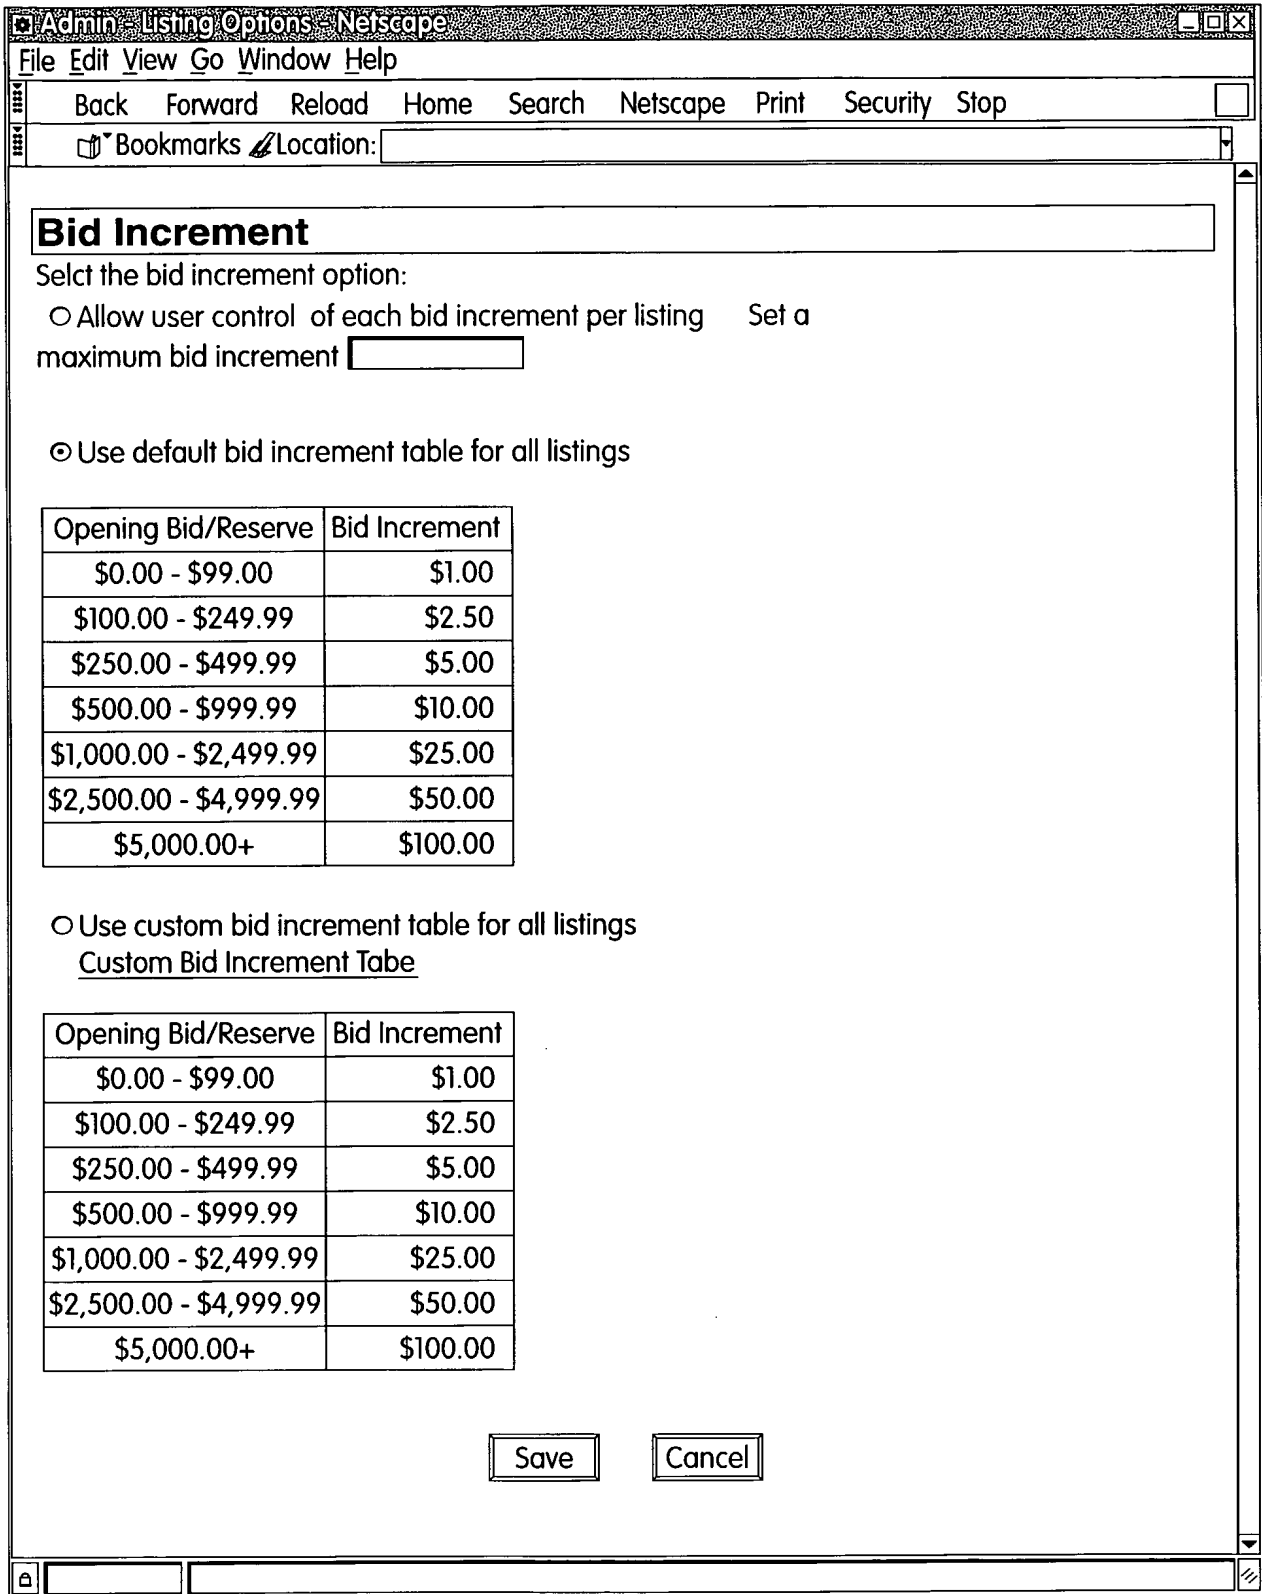 Admin - Listing Options - Netscape
File Edit View Go Window Help
Back Forward Reload Home Search Netscape Print Security Stop
Bookmarks Location:
Bid Increment
Selct the bid increment option:
Allow user control of each bid increment per listing Set a
maximum bid increment
Use default bid increment table for all listings
Opening Bid/Reserve Bid Increment
$0.00 - $99.00 $1.00
$100.00 - $249.99 $2.50
$250.00 - $499.99 $5.00
$500.00 - $999.99 $10.00
$1,000.00 - $2,499.99 $25.00
$2,500.00 - $4,999.99 $50.00
$5,000.00+ $100.00
Use custom bid increment table for all listings
Custom Bid Increment Tabe
Opening Bid/Reserve Bid Increment
$0.00 - $99.00 $1.00
$100.00 - $249.99 $2.50
$250.00 - $499.99 $5.00
$500.00 - $999.99 $10.00
$1,000.00 - $2,499.99 $25.00
$2,500.00 - $4,999.99 $50.00
$5,000.00+ $100.00
Save Cancel